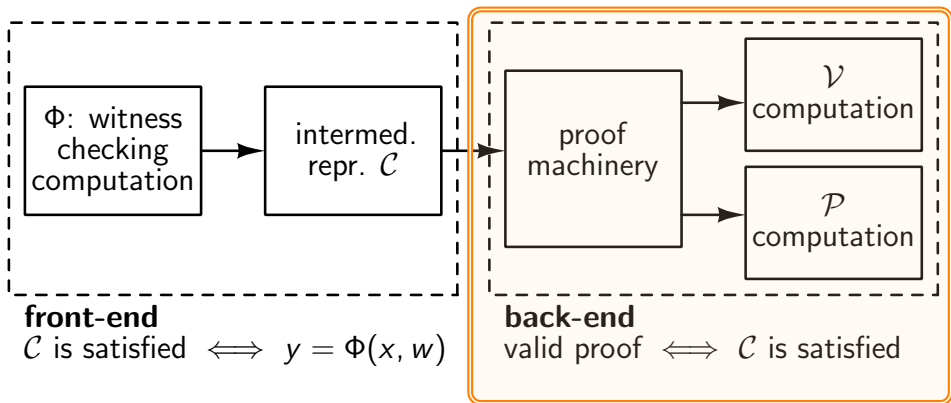 Φ: witness
checking
computation
intermed.
repr. 𝒞
proof
machinery
𝒱
computation
𝒫
computation
front-end
𝒞 is satisfied ⟺ y = Φ(x, w)
back-end
valid proof ⟺ 𝒞 is satisfied